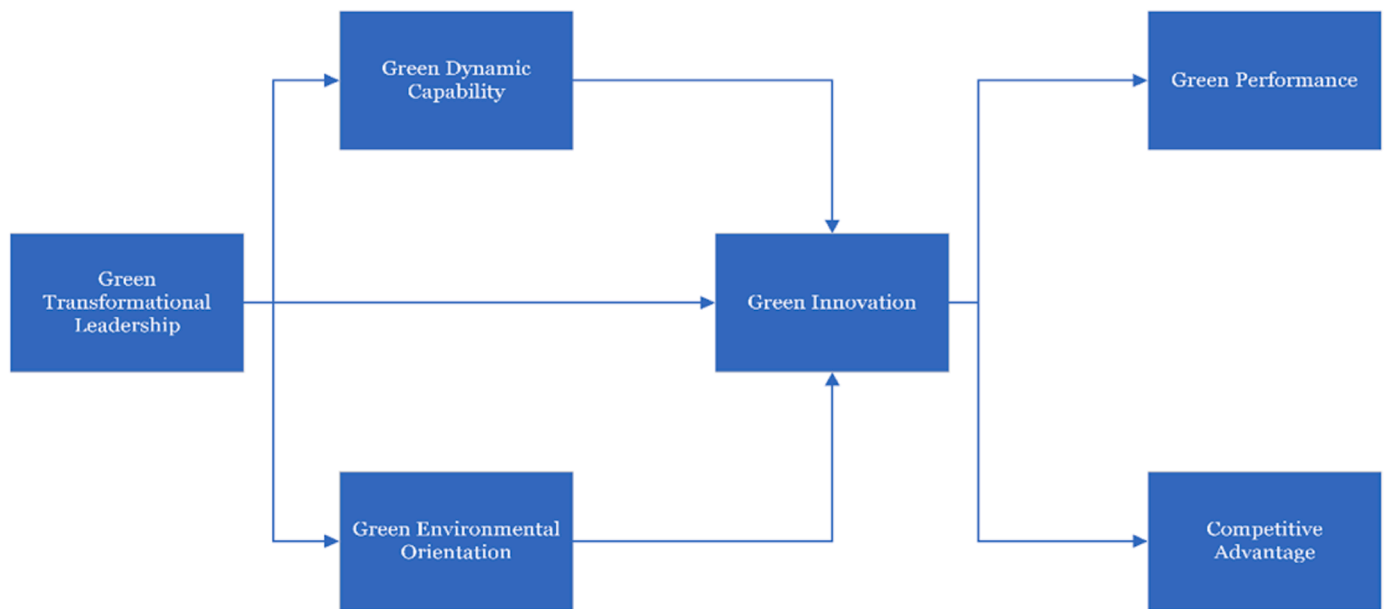 Green Dynamic
Capability
Green Performance
Green
Transformational
Leadership
Green Innovation
Green Environmental
Orientation
Competitive
Advantage